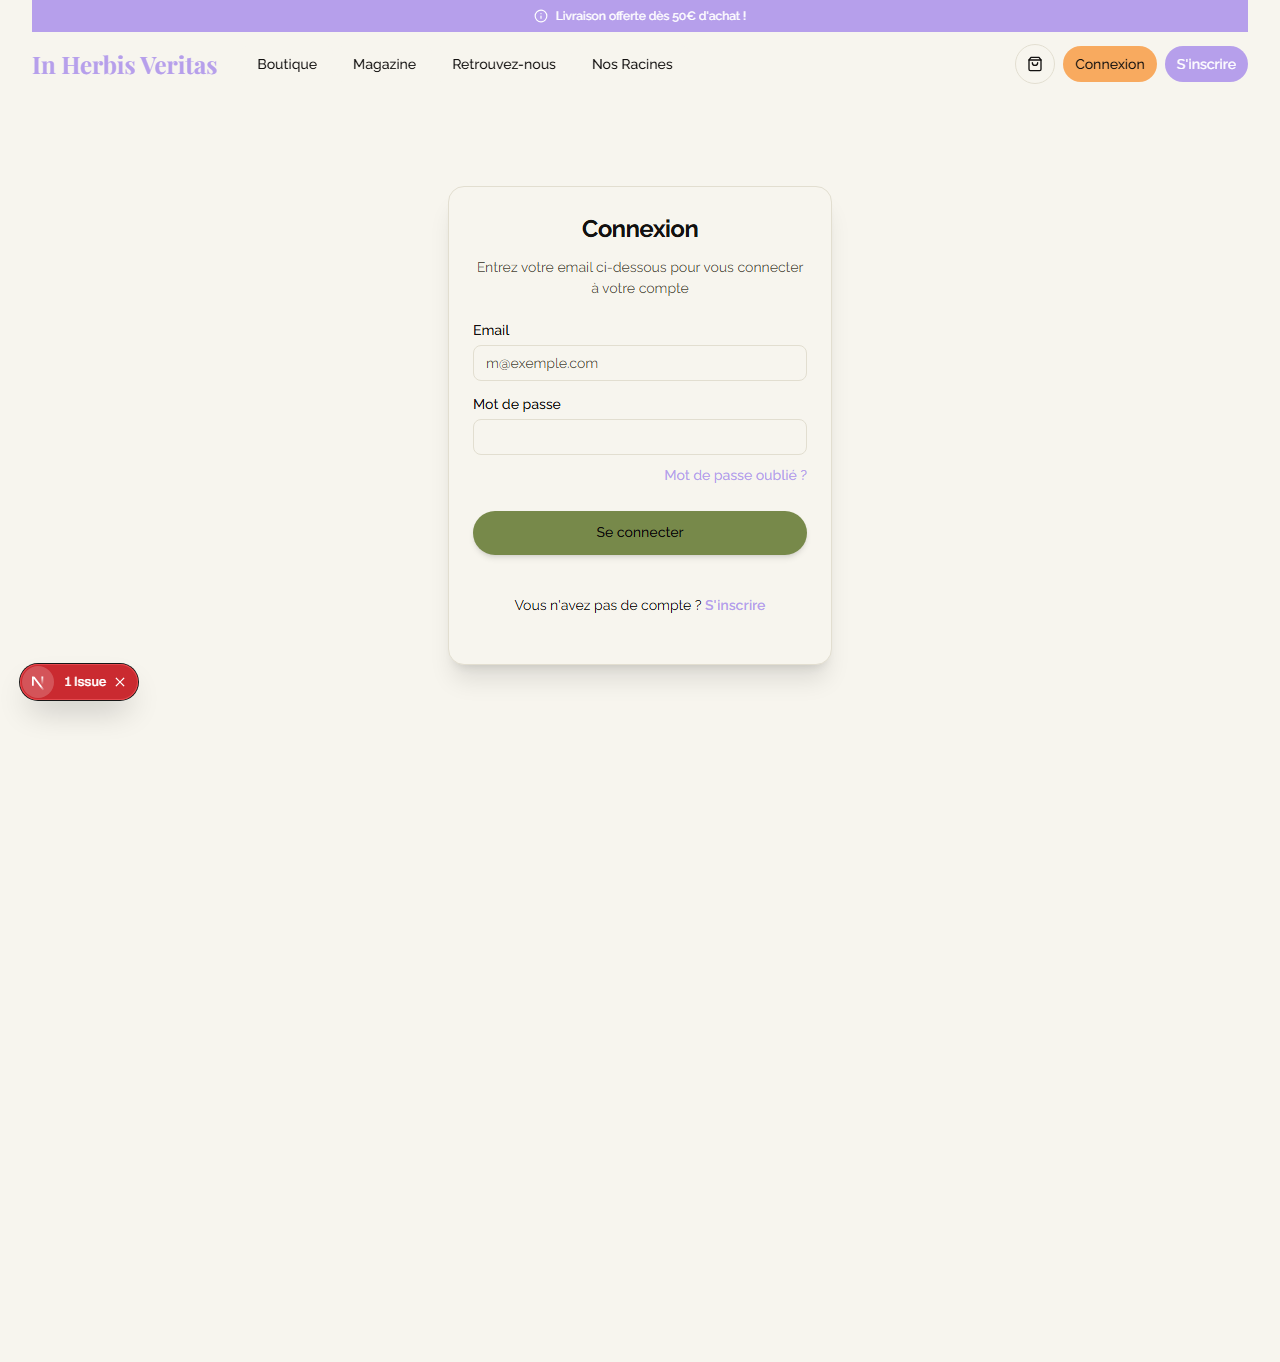 Livraison offerte dès 50€ d'achat !
In Herbis Veritas
Boutique
Magazine
Retrouvez-nous
Nos Racines
Connexion
S'inscrire
Connexion
Entrez votre email ci-dessous pour vous connecter
à votre compte
Email
m@exemple.com
Mot de passe
Mot de passe oublié ?
Se connecter
Vous n'avez pas de compte ? S'inscrire
N 1 Issue